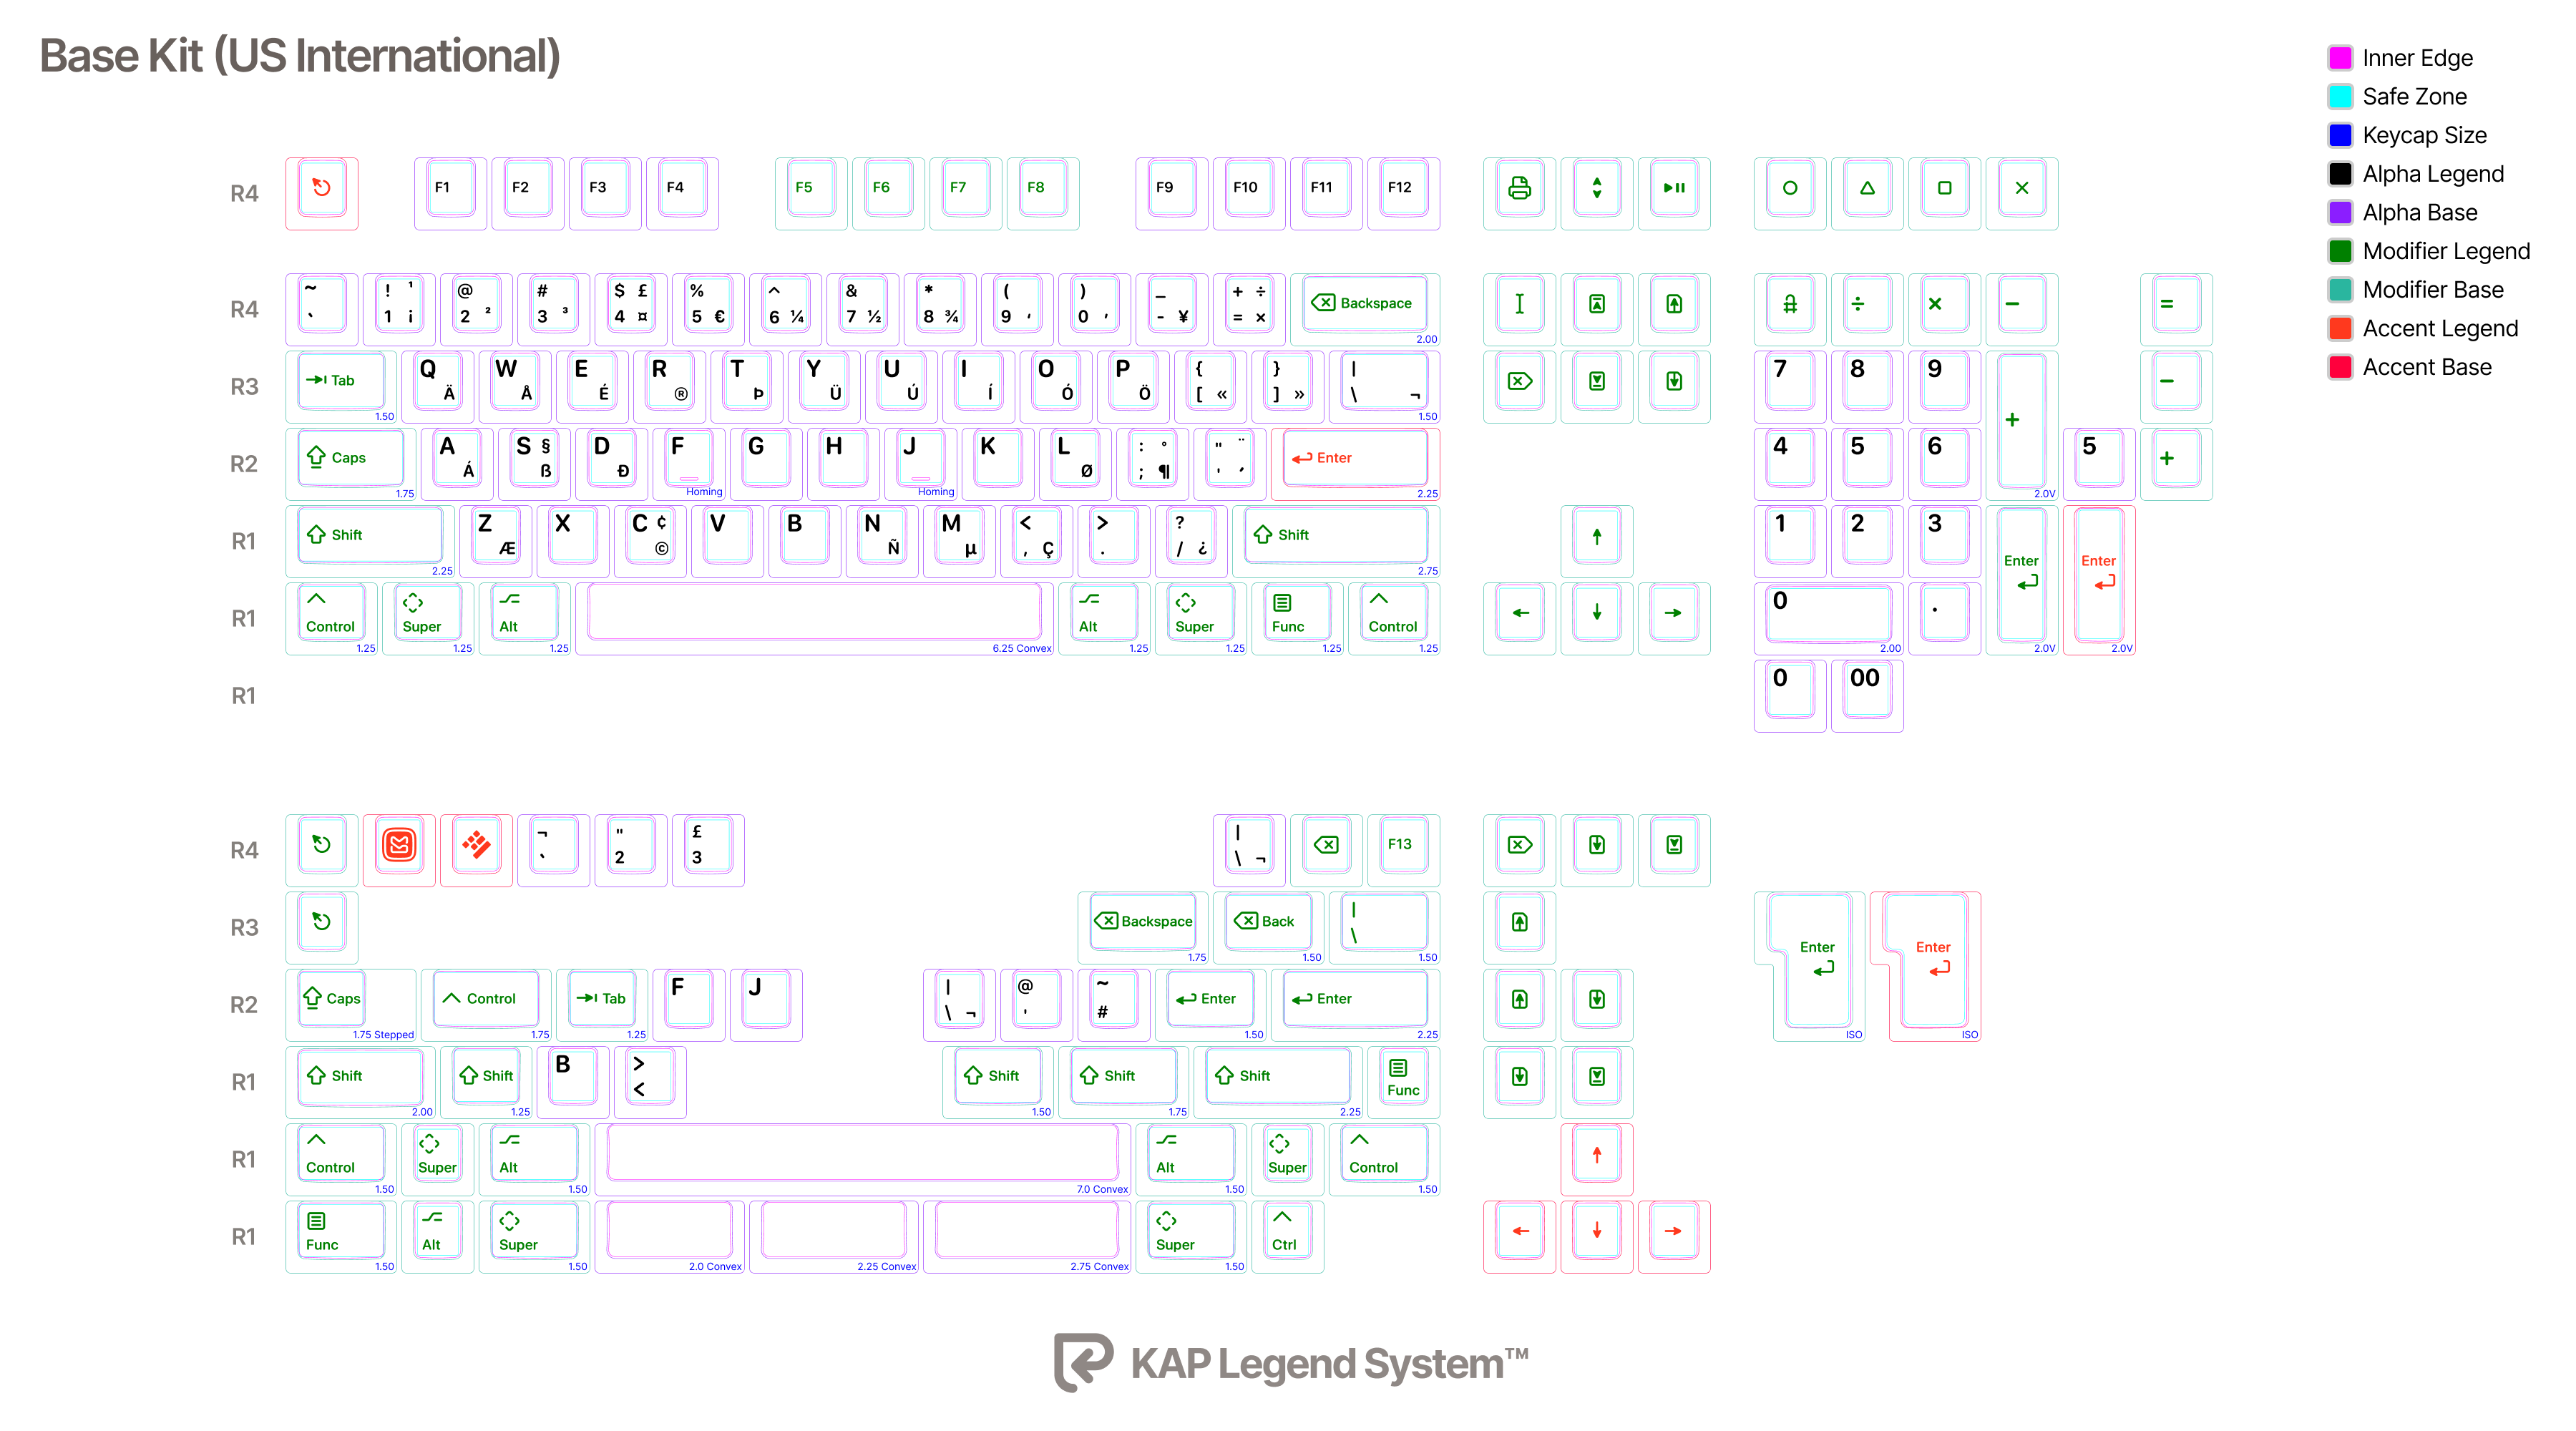 Base Kit (US International)
Inner Edge
Safe Zone
Keycap Size
Alpha Legend
Alpha Base
Modifier Legend
Modifier Base
Accent Legend
Accent Base
R4 F1 F2 F3 F4 F5 F6 F7 F8 F9 F10 F11 F12
R4
~ ! ¹ @ # $ £ % ^ & * ( ) _ + ÷
` 1 ¡ 2 ² 3 ³ 4 ¤ 5 € 6 ¼ 7 ½ 8 ¾ 9 ‘ 0 ’ - ¥ = × Backspace ÷ × − =
2.00
R3 Tab Q W E R T Y U I O P { } | 7 8 9 + −
Ä Å É ® Þ Ü Ú Í Ó Ö [ « ] » \ ¬
1.50 1.50
R2 Caps A S § D F G H J K L : ° " ¨ Enter 4 5 6 5 +
Á ß Ð Ø ; ¶ ' ´
1.75 Homing Homing 2.25 2.0V
R1 Shift Z X C ¢ V B N M < > ? Shift 1 2 3 Enter Enter
Æ © Ñ µ , Ç . / ¿
2.25 2.75
R1 Control Super Alt Alt Super Func Control 0 .
1.25 1.25 1.25 6.25 Convex 1.25 1.25 1.25 1.25 2.00 2.0V 2.0V
R1 0 00
R4 ¬ " £ | F13
` 2 3 \ ¬
R3 Backspace Back | Enter Enter
\
1.75 1.50 1.50
R2 Caps Control Tab F J | @ ~ Enter Enter
\ ¬ ' #
1.75 Stepped 1.75 1.25 1.50 2.25 ISO ISO
R1 Shift Shift B > Shift Shift Shift Func
<
2.00 1.25 1.50 1.75 2.25
R1 Control Super Alt Alt Super Control
1.50 1.50 7.0 Convex 1.50 1.50
R1 Func Alt Super Super Ctrl
1.50 1.50 2.0 Convex 2.25 Convex 2.75 Convex 1.50
KAP Legend System™